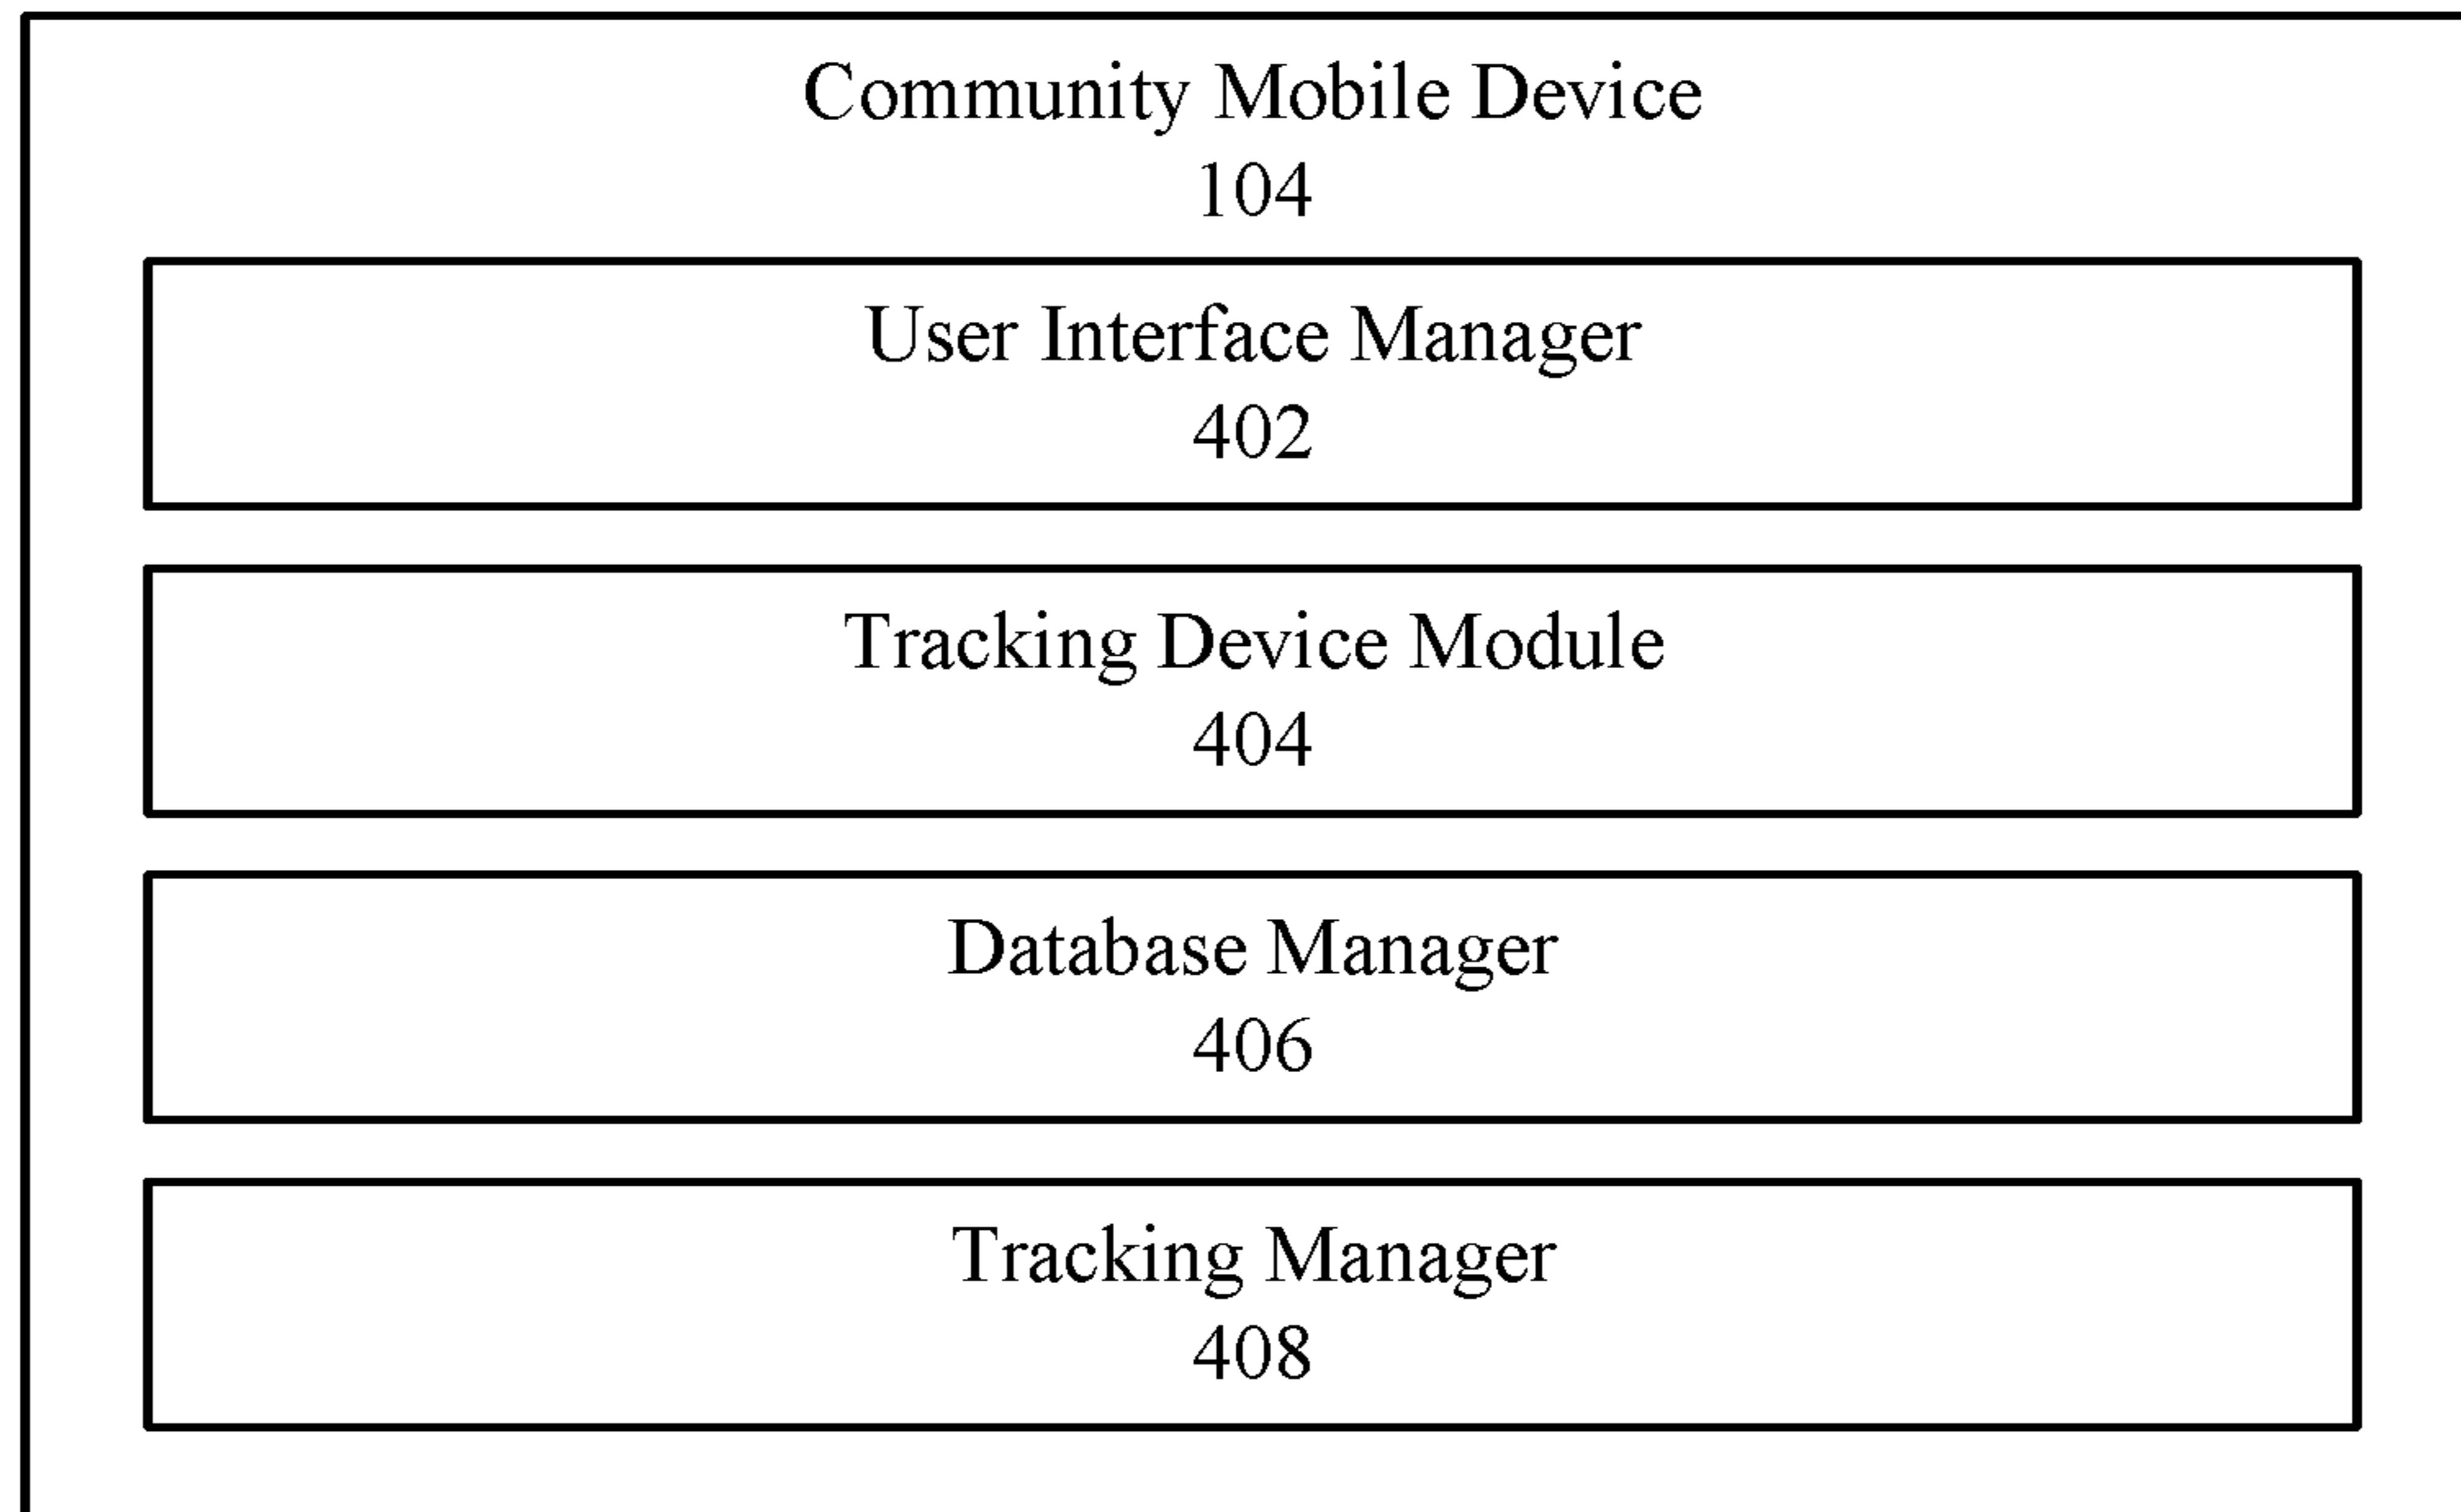 Community Mobile Device
104
User Interface Manager
402
Tracking Device Module
404
Database Manager
406
Tracking Manager
408